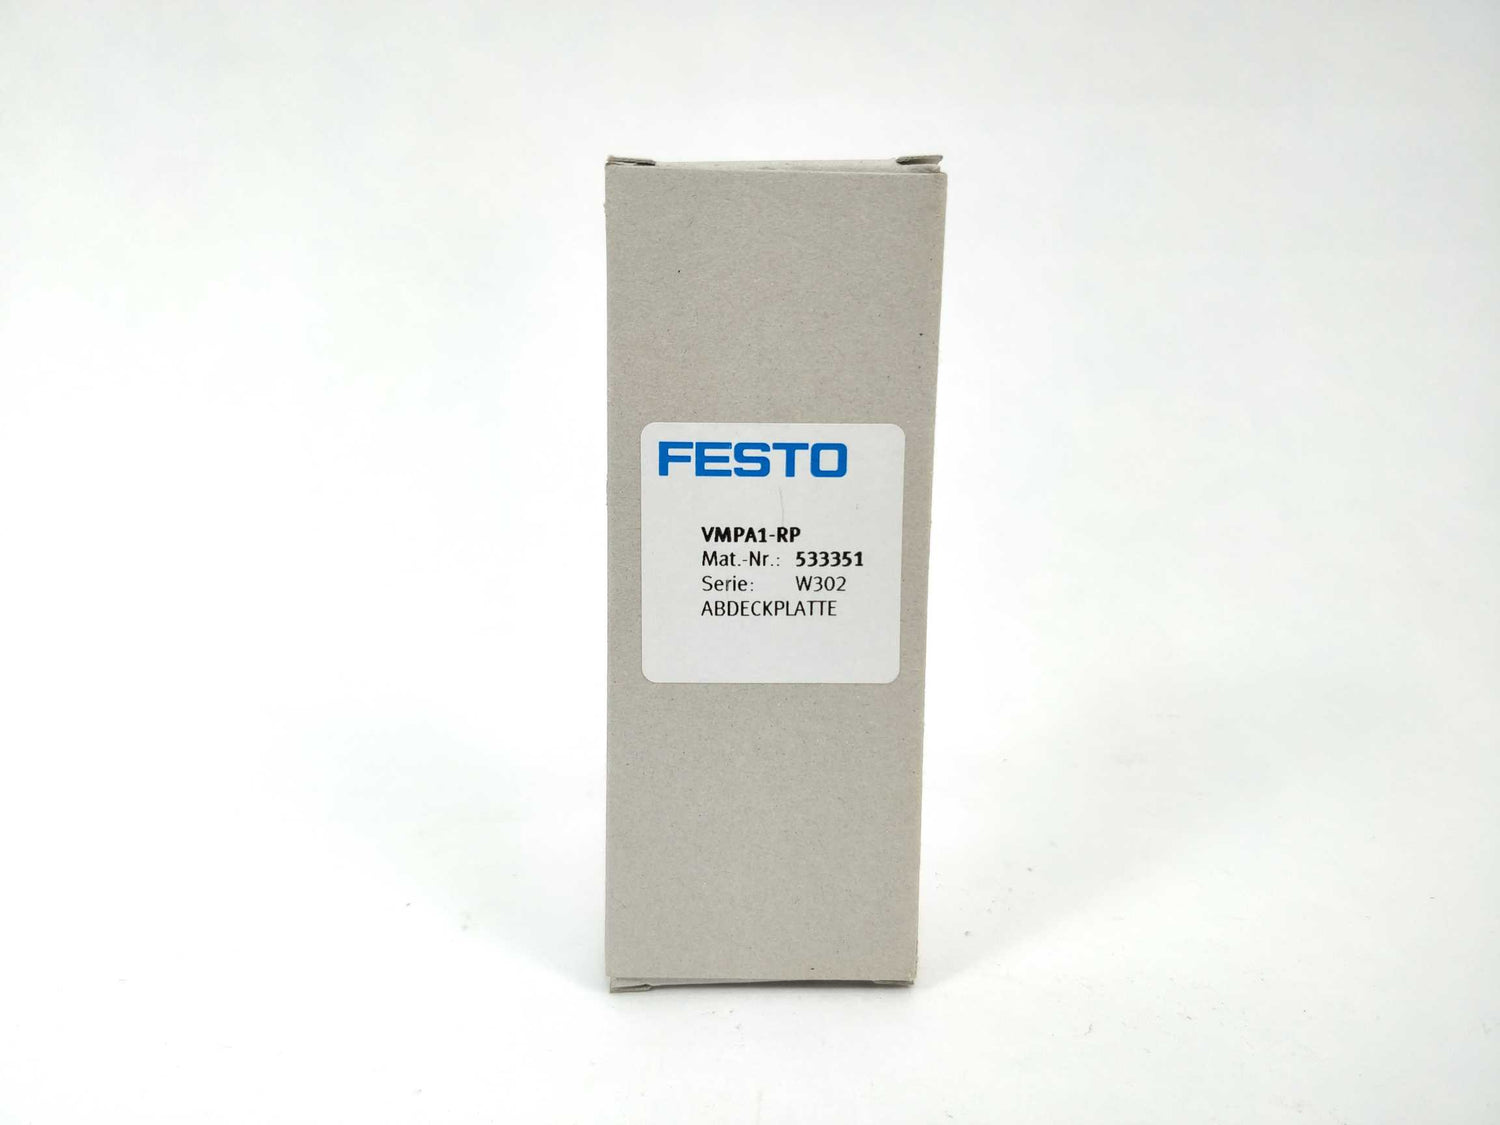 FESTO
VMPA1-RP
Mat.-Nr.: 533351
Serie: W302
ABDECKPLATTE